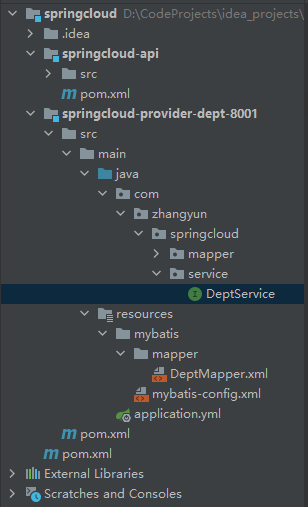 springcloud D:\CodeProjects\idea_projects\
.idea
springcloud-api
src
pom.xml
springcloud-provider-dept-8001
src
main
java
com
zhangyun
springcloud
mapper
service
DeptService
resources
mybatis
mapper
DeptMapper.xml
mybatis-config.xml
application.yml
pom.xml
pom.xml
External Libraries
Scratches and Consoles